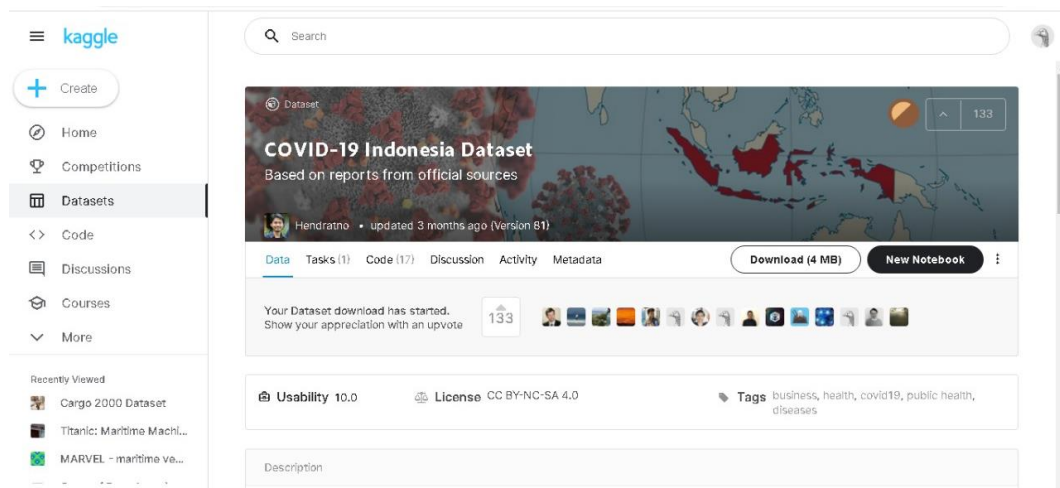 kaggle
Search
Create
Home
Competitions
Datasets
Code
Discussions
Courses
More
Recently Viewed
Cargo 2000 Dataset
Titanic: Maritime Machi...
MARVEL - maritime ve...
Dataset
133
COVID-19 Indonesia Dataset
Based on reports from official sources
Hendratno • updated 3 months ago (Version 81)
Data Tasks (1) Code (17) Discussion Activity Metadata
Download (4 MB) New Notebook
Your Dataset download has started.
Show your appreciation with an upvote
133
Usability 10.0 License CC BY-NC-SA 4.0 Tags business, health, covid19, public health,
diseases
Description